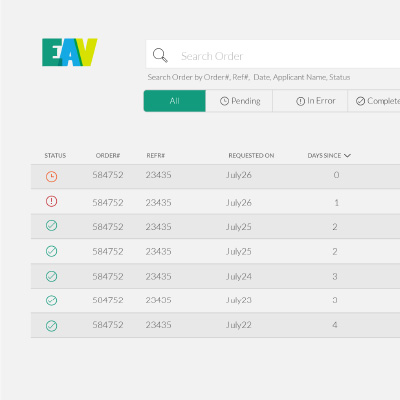 EAV
Search Order
Search Order by Order#, Ref#, Date, Applicant Name, Status
All Pending In Error Complete
STATUS ORDER# REFR# REQUESTED ON DAYS SINCE
584752 23435 July26 0
584752 23435 July26 1
584752 23435 July25 2
584752 23435 July25 2
584752 23435 July24 3
584752 23435 July23 3
584752 23435 July22 4